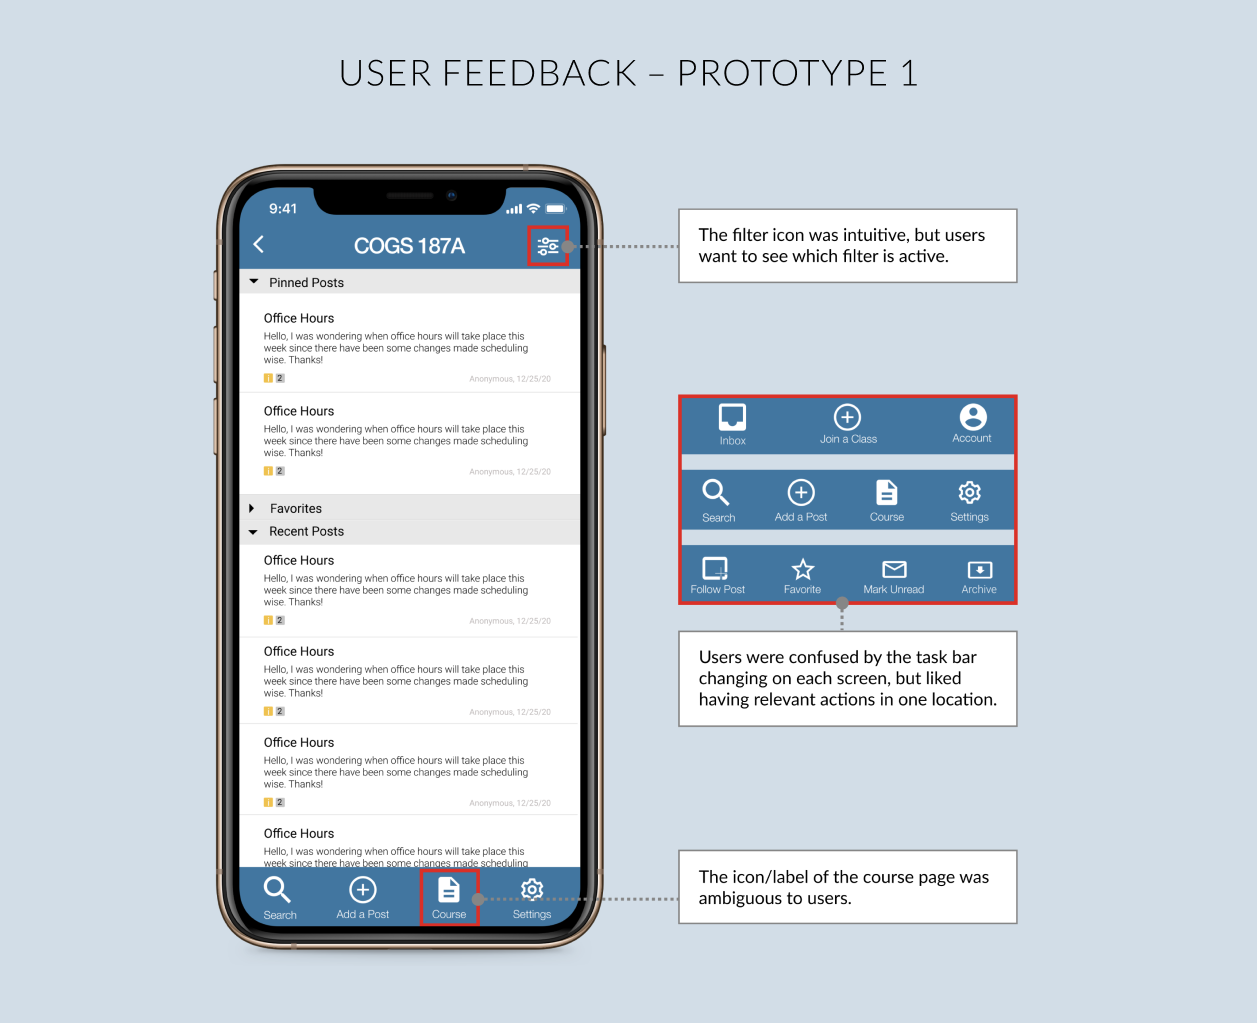 USER FEEDBACK – PROTOTYPE 1
9:41
COGS 187A
Pinned Posts
Office Hours
Hello, I was wondering when office hours will take place this
week since there have been some changes made scheduling
wise. Thanks!
i 2
Anonymous, 12/25/20
Office Hours
Hello, I was wondering when office hours will take place this
week since there have been some changes made scheduling
wise. Thanks!
i 2
Anonymous, 12/25/20
Favorites
Recent Posts
Office Hours
Hello, I was wondering when office hours will take place this
week since there have been some changes made scheduling
wise. Thanks!
i 2
Anonymous, 12/25/20
Office Hours
Hello, I was wondering when office hours will take place this
week since there have been some changes made scheduling
wise. Thanks!
i 2
Anonymous, 12/25/20
Office Hours
Hello, I was wondering when office hours will take place this
week since there have been some changes made scheduling
wise. Thanks!
i 2
Anonymous, 12/25/20
Office Hours
Hello, I was wondering when office hours will take place this
week since there have been some changes made scheduling
Search Add a Post Course Settings
The filter icon was intuitive, but users
want to see which filter is active.
Inbox Join a Class Account
Search Add a Post Course Settings
Follow Post Favorite Mark Unread Archive
Users were confused by the task bar
changing on each screen, but liked
having relevant actions in one location.
The icon/label of the course page was
ambiguous to users.